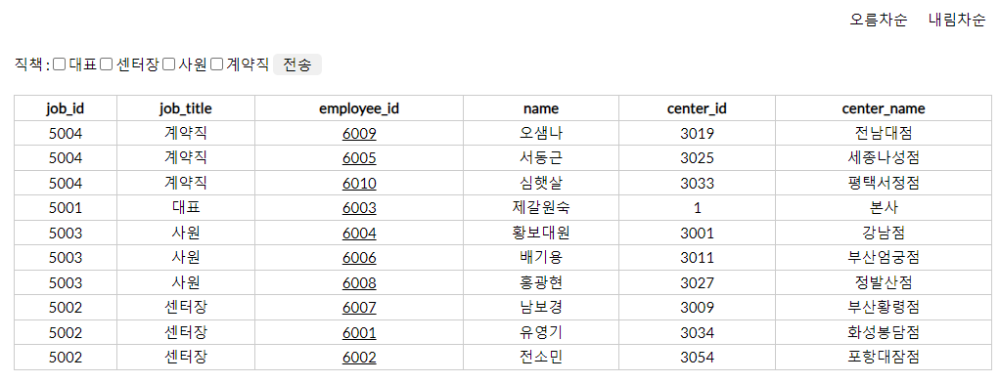 오름차순 내림차순
직책 : 대표 센터장 사원 계약직 전송
job_id job_title employee_id name center_id center_name
5004 계약직 6009 오샘나 3019 전남대점
5004 계약직 6005 서동근 3025 세종나성점
5004 계약직 6010 심햇살 3033 평택서정점
5001 대표 6003 제갈원숙 1 본사
5003 사원 6004 황보대원 3001 강남점
5003 사원 6006 배기용 3011 부산엄궁점
5003 사원 6008 홍광현 3027 정발산점
5002 센터장 6007 남보경 3009 부산황령점
5002 센터장 6001 유영기 3034 화성봉담점
5002 센터장 6002 전소민 3054 포항대잠점